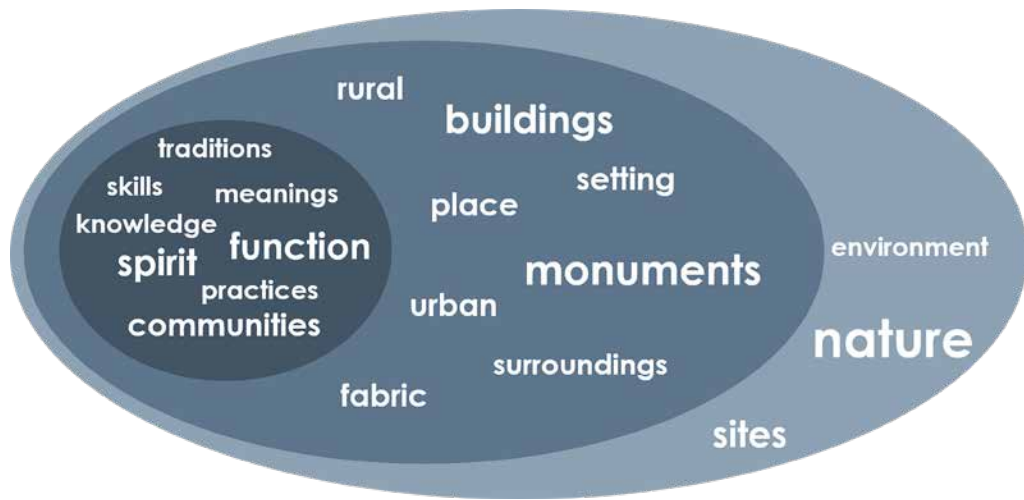 rural
buildings
traditions
setting
skills
meanings
place
knowledge
function
environment
spirit
monuments
practices
urban
communities
nature
surroundings
fabric
sites